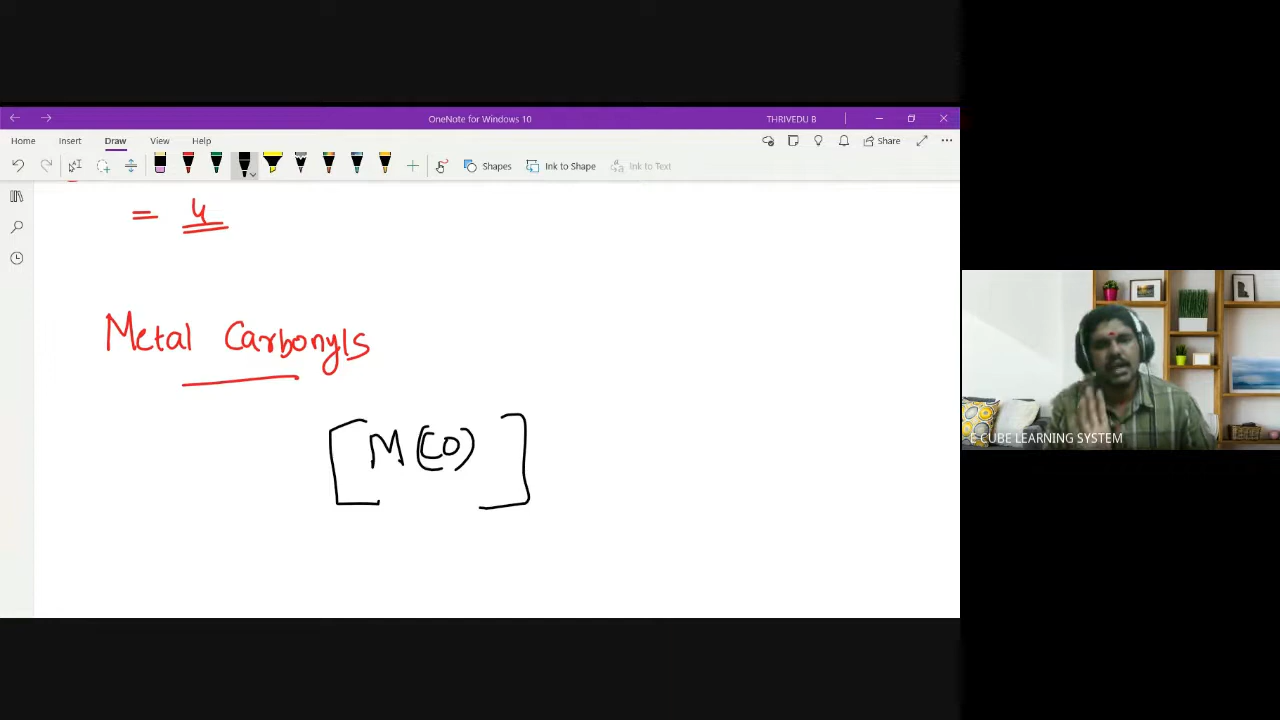 OneNote for Windows 10
THRIVEDU B
Home Insert Draw View Help
Share
Shapes Ink to Shape Ink to Text
= 4
Metal Carbonyls
[M(CO)]
E CUBE LEARNING SYSTEM